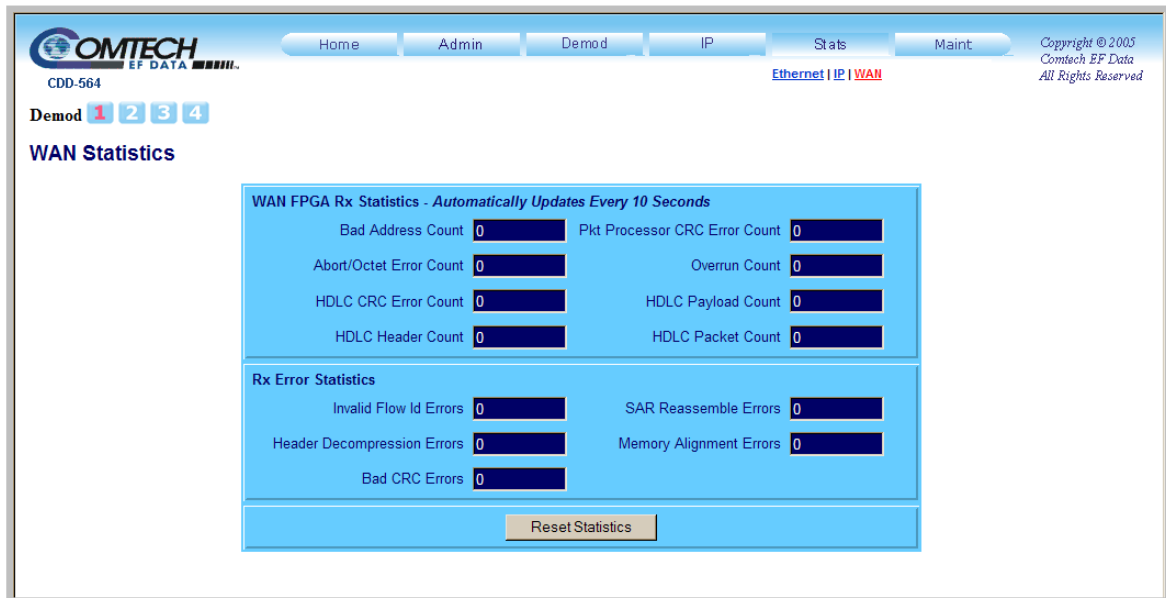 COMTECH
EF DATA
CDD-564
Home Admin Demod IP Stats Maint
Ethernet | IP | WAN
Copyright © 2005
Comtech EF Data
All Rights Reserved
Demod 1 2 3 4
WAN Statistics
WAN FPGA Rx Statistics - Automatically Updates Every 10 Seconds
Bad Address Count 0 Pkt Processor CRC Error Count 0
Abort/Octet Error Count 0 Overrun Count 0
HDLC CRC Error Count 0 HDLC Payload Count 0
HDLC Header Count 0 HDLC Packet Count 0
Rx Error Statistics
Invalid Flow Id Errors 0 SAR Reassemble Errors 0
Header Decompression Errors 0 Memory Alignment Errors 0
Bad CRC Errors 0
Reset Statistics